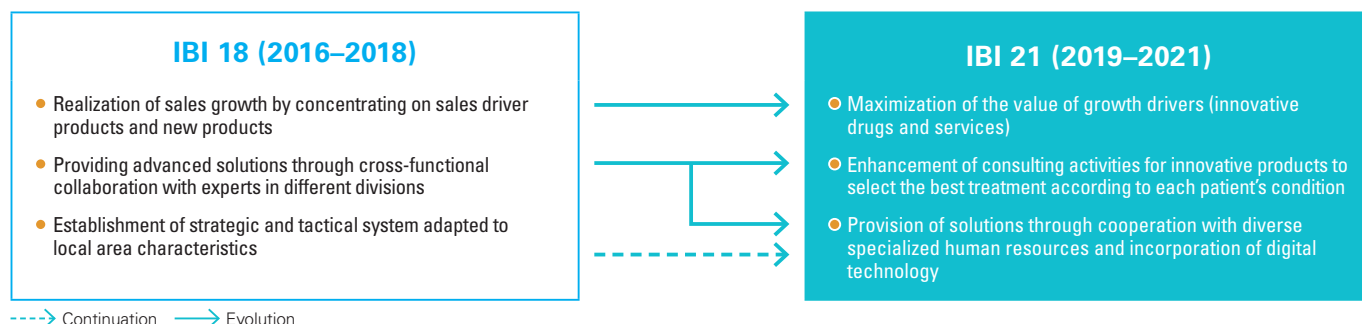 IBI 18 (2016–2018)
● Realization of sales growth by concentrating on sales driver
products and new products
● Providing advanced solutions through cross-functional
collaboration with experts in different divisions
● Establishment of strategic and tactical system adapted to
local area characteristics
IBI 21 (2019–2021)
● Maximization of the value of growth drivers (innovative
drugs and services)
● Enhancement of consulting activities for innovative products to
select the best treatment according to each patient’s condition
● Provision of solutions through cooperation with diverse
specialized human resources and incorporation of digital
technology
Continuation Evolution